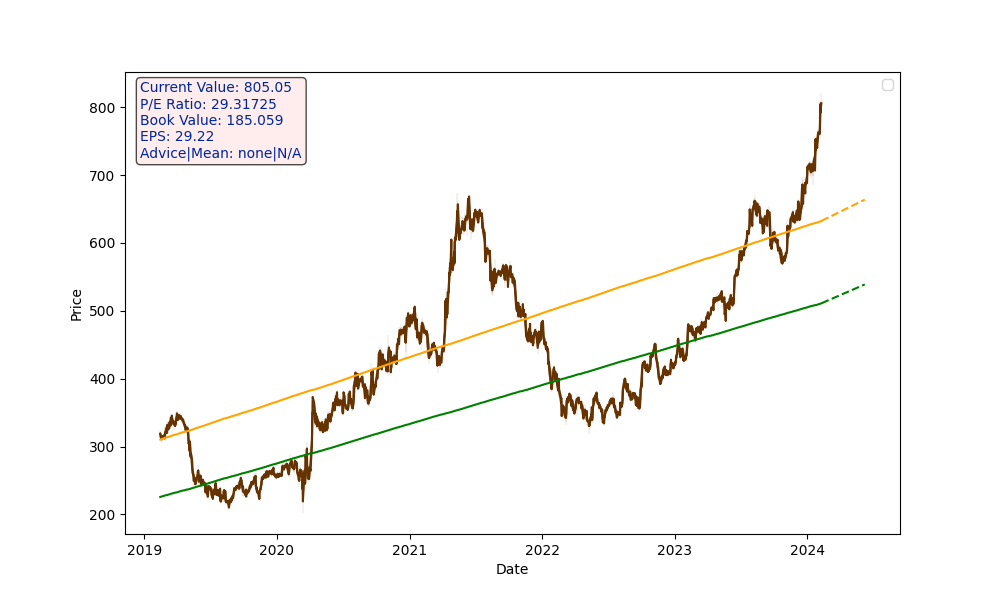 Current Value: 805.05
P/E Ratio: 29.31725
Book Value: 185.059
EPS: 29.22
Advice|Mean: none|N/A
800
700
600
500
400
300
200
Price
2019 2020 2021 2022 2023 2024
Date